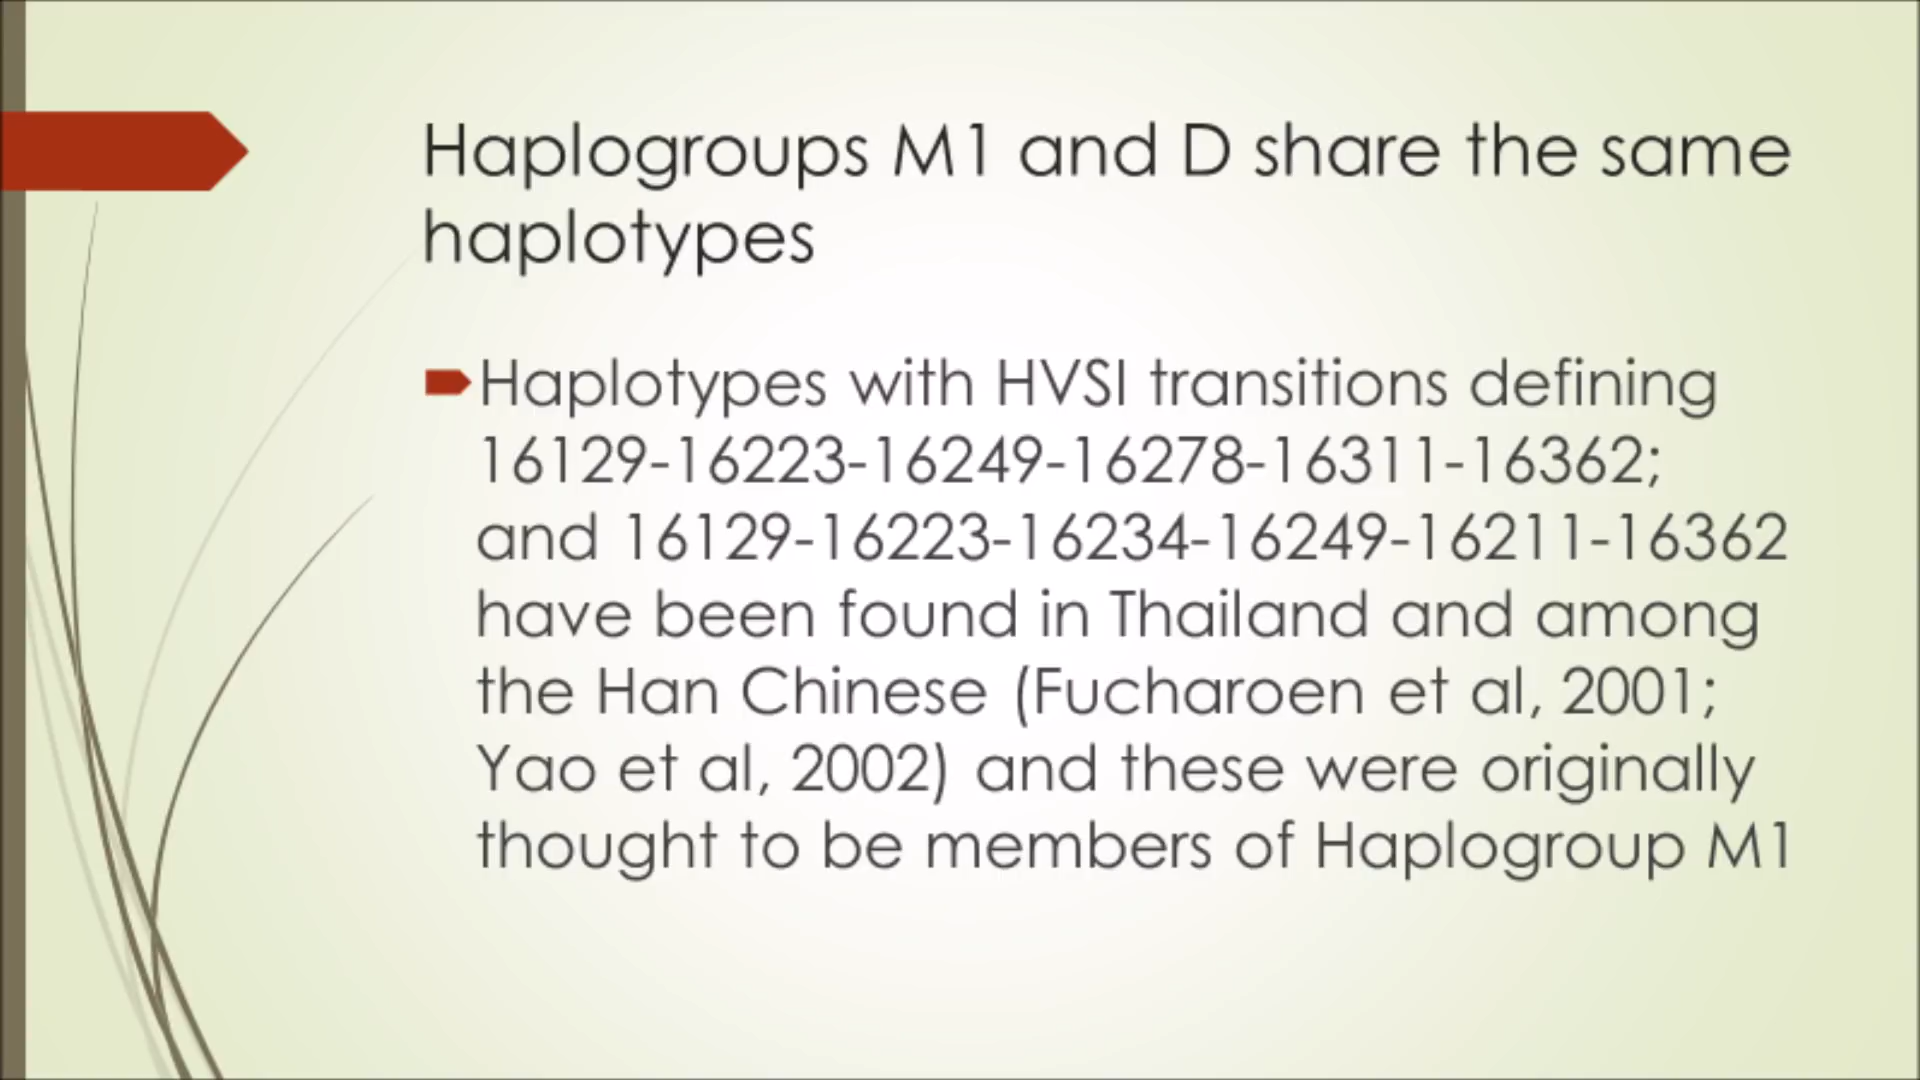 Haplogroups M1 and D share the same
haplotypes
Haplotypes with HVSI transitions defining
16129-16223-16249-16278-16311-16362;
and 16129-16223-16234-16249-16211-16362
have been found in Thailand and among
the Han Chinese (Fucharoen et al, 2001;
Yao et al, 2002) and these were originally
thought to be members of Haplogroup M1